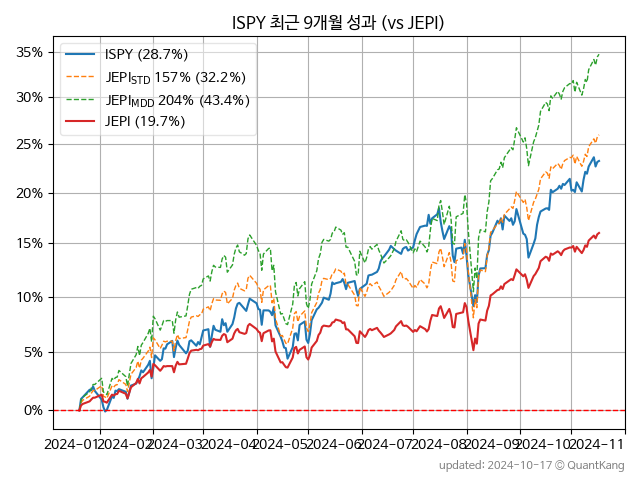 ISPY 최근 9개월 성과 (vs JEPI)
ISPY (28.7%)
JEPI_STD 157% (32.2%)
JEPI_MDD 204% (43.4%)
JEPI (19.7%)
35%
30%
25%
20%
15%
10%
5%
0%
2024-01 2024-02 2024-03 2024-04 2024-05 2024-06 2024-07 2024-08 2024-09 2024-10 2024-11
updated: 2024-10-17 © QuantKang